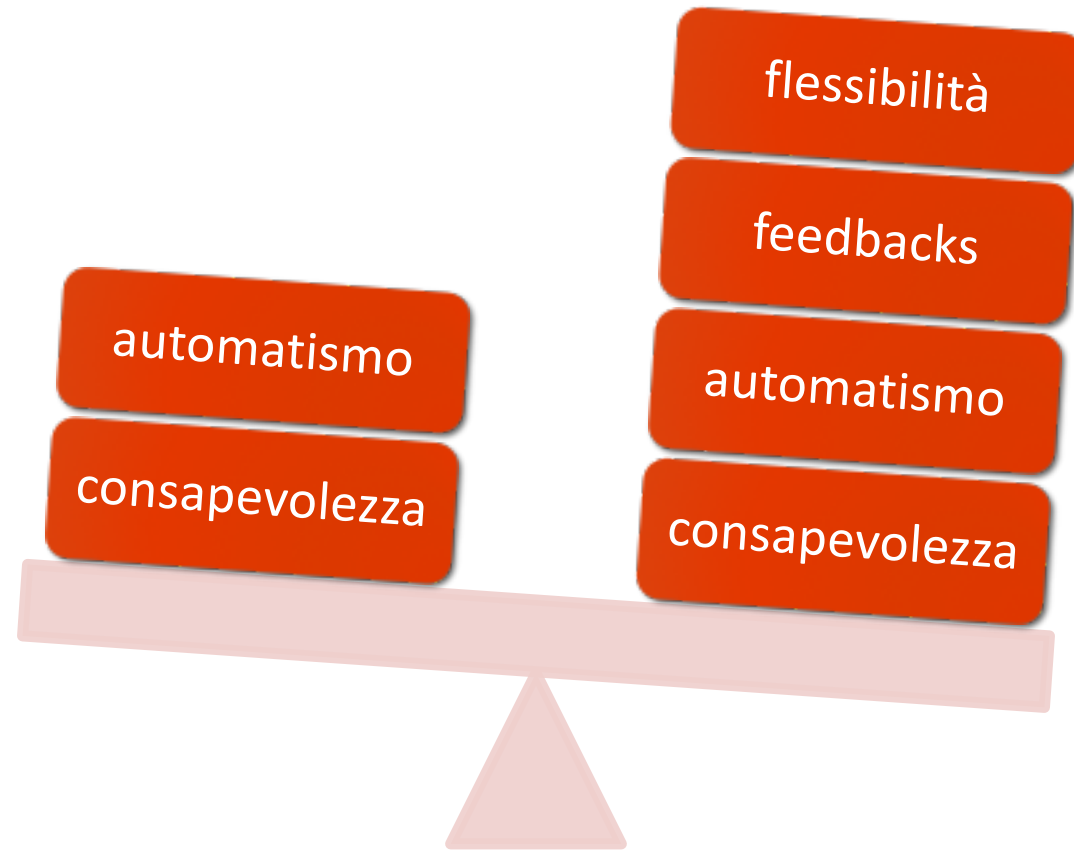 automatismo
consapevolezza
flessibilità
feedbacks
automatismo
consapevolezza